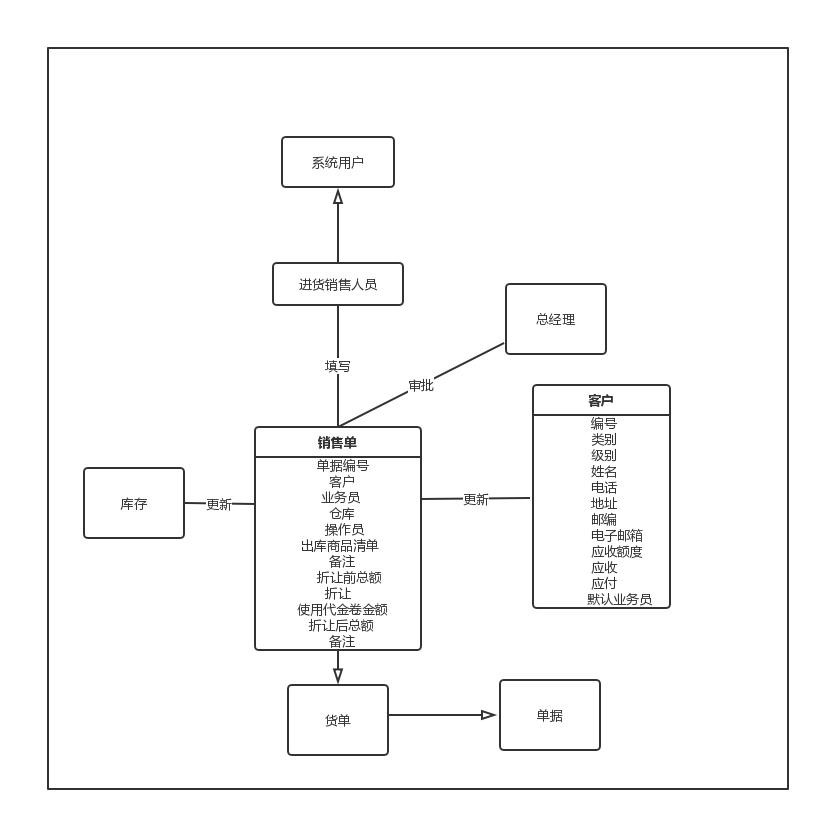 系统用户
进货销售人员
总经理
填写
审批
客户
编号
类别
级别
姓名
电话
地址
邮编
电子邮箱
应收额度
应收
应付
默认业务员
销售单
单据编号
客户
业务员
仓库
操作员
出库商品清单
备注
折让前总额
折让
使用代金卷金额
折让后总额
备注
库存
更新
更新
货单
单据